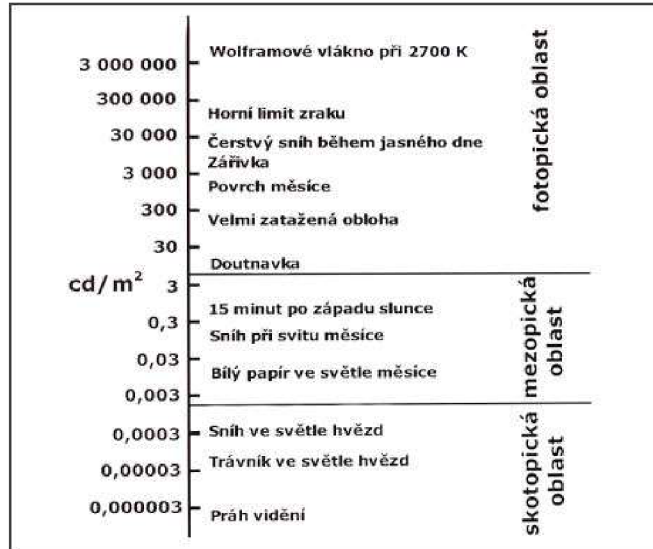 Wolframové vlákno při 2700 K
3 000 000
300 000
Horní limit zraku
30 000
Čerstvý sníh během jasného dne
Zářivka
3 000
Povrch měsíce
300
Velmi zatažená obloha
30
Doutnavka
fotopická oblast
cd/m²
3
15 minut po západu slunce
0,3
Sníh při svitu měsíce
0,03
Bílý papír ve světle měsíce
0,003
mezopická
oblast
0,0003
Sníh ve světle hvězd
Trávník ve světle hvězd
0,00003
0,000003
Práh vidění
skotopická
oblast